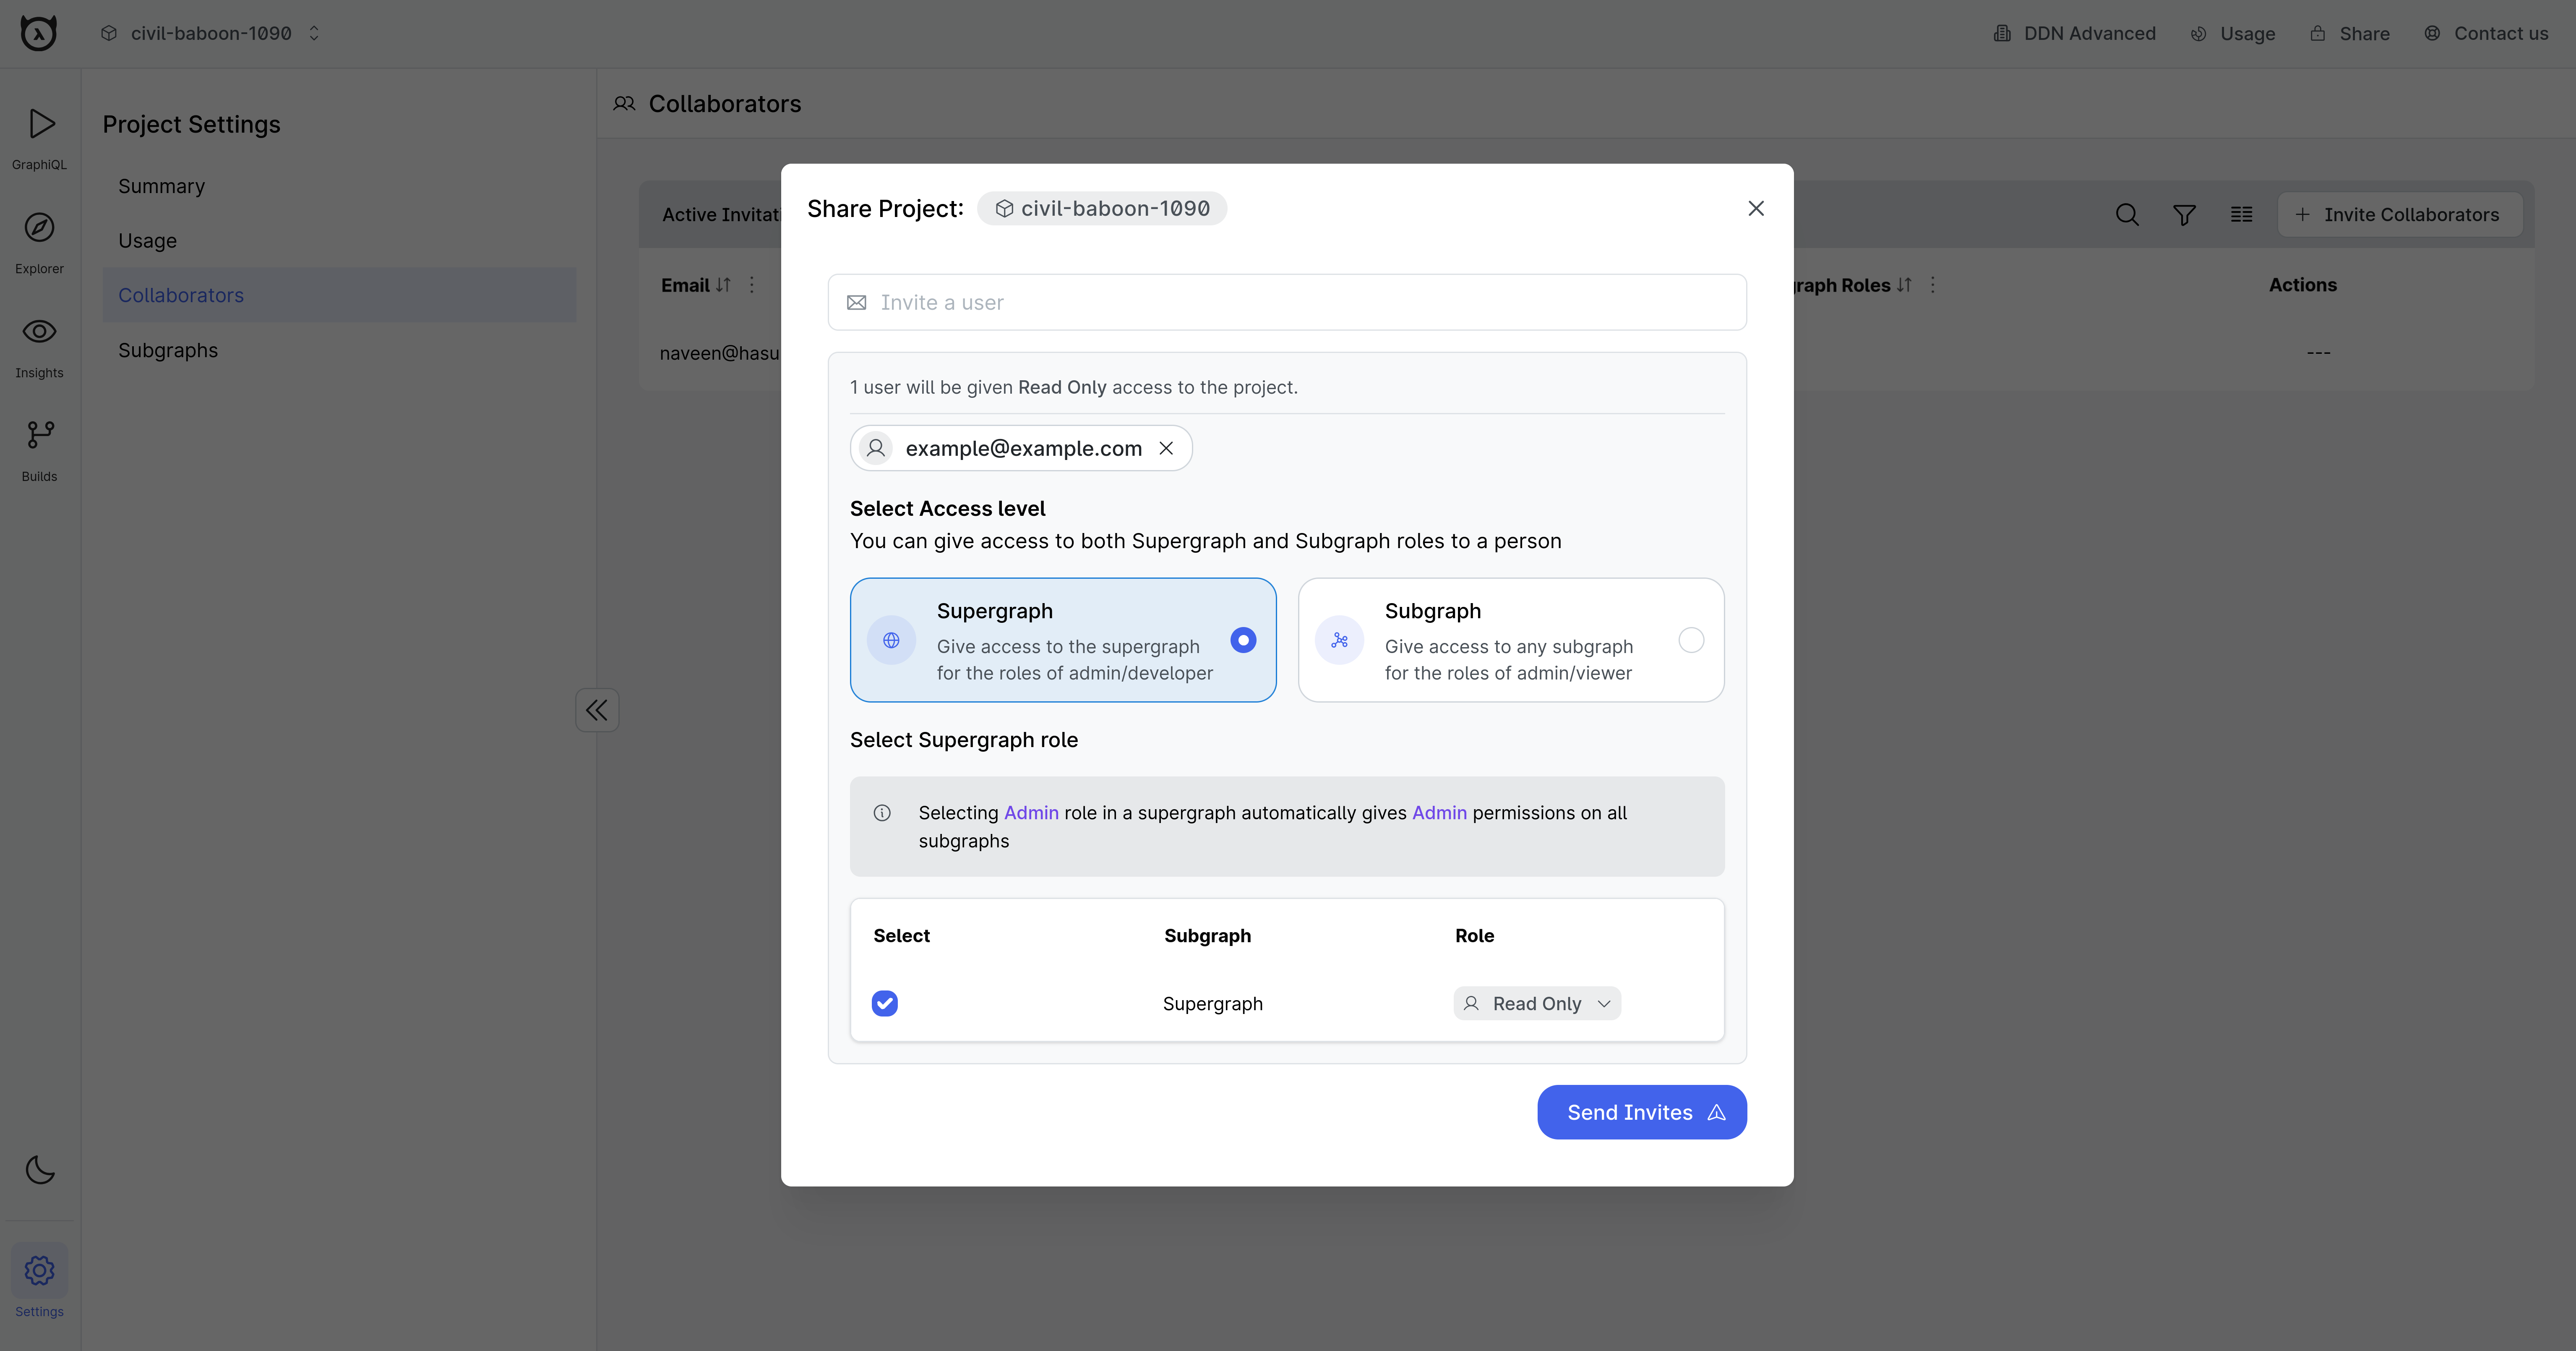 civil-baboon-1090
DDN Advanced
Usage
Share
Contact us
GraphiQL
Explorer
Insights
Builds
Settings
Project Settings
Summary
Usage
Collaborators
Subgraphs
Collaborators
Active Invitati
Invite Collaborators
Email
graph Roles
Actions
naveen@hasu
---
Share Project: civil-baboon-1090
Invite a user
1 user will be given Read Only access to the project.
example@example.com
Select Access level
You can give access to both Supergraph and Subgraph roles to a person
Supergraph
Give access to the supergraph
for the roles of admin/developer
Subgraph
Give access to any subgraph
for the roles of admin/viewer
Select Supergraph role
Selecting Admin role in a supergraph automatically gives Admin permissions on all
subgraphs
Select Subgraph Role
Supergraph Read Only
Send Invites